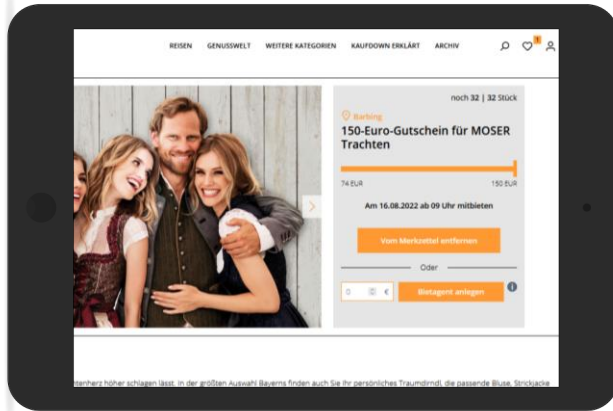 REISEN GENUSSWELT WEITERE KATEGORIEN KAUFDOWN ERKLÄRT ARCHIV 1
noch 32 | 32 Stück
Barbing
150-Euro-Gutschein für MOSER
Trachten
74 EUR 150 EUR
Am 16.08.2022 ab 09 Uhr mitbieten
Vom Merkzettel entfernen
Oder
0 € Bietagent anlegen i
tenherz höher schlagen lässt. In der größten Auswahl Bayerns finden auch Sie Ihr persönliches Traumdirndl, die passende Bluse, Strickjacke